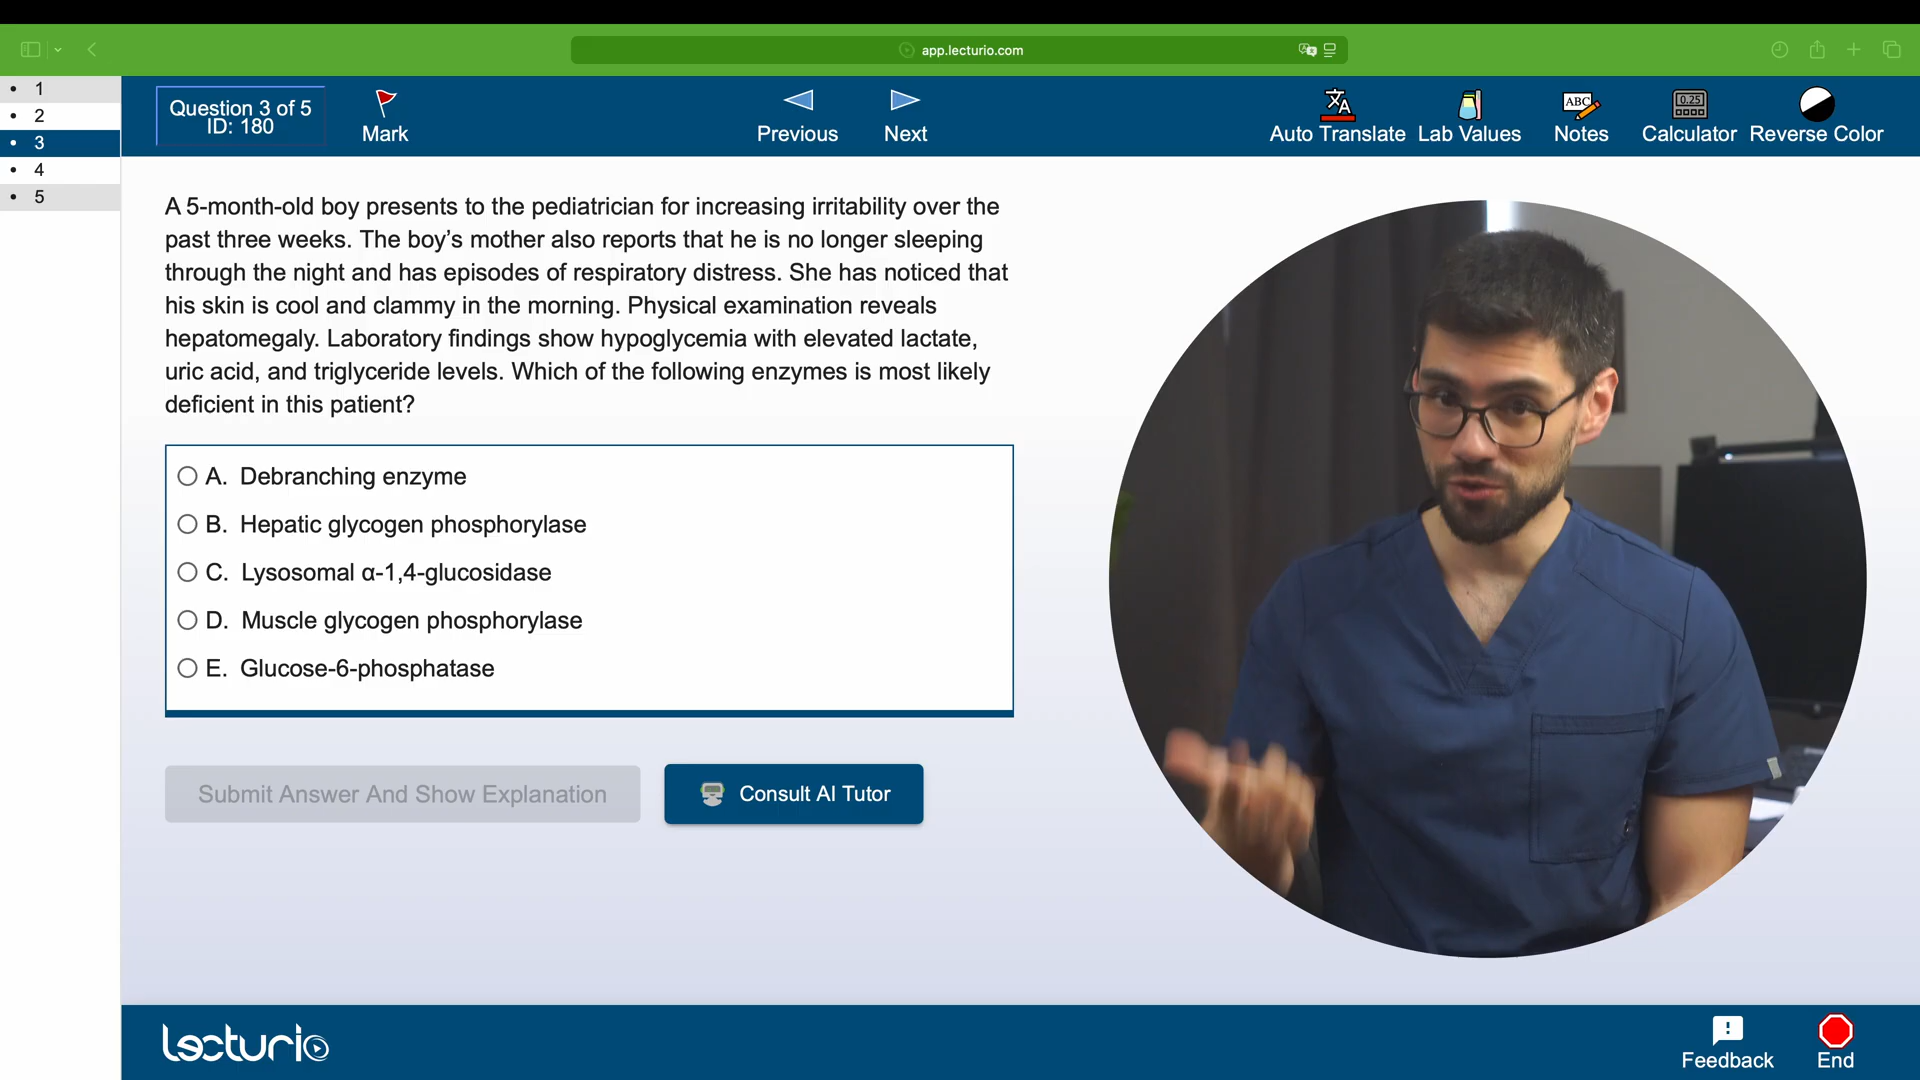 app.lecturio.com
1
2
3
4
5
Question 3 of 5
ID: 180
Mark
Previous
Next
Auto Translate
Lab Values
ABC
Notes
0.25
Calculator
Reverse Color
A 5-month-old boy presents to the pediatrician for increasing irritability over the
past three weeks. The boy’s mother also reports that he is no longer sleeping
through the night and has episodes of respiratory distress. She has noticed that
his skin is cool and clammy in the morning. Physical examination reveals
hepatomegaly. Laboratory findings show hypoglycemia with elevated lactate,
uric acid, and triglyceride levels. Which of the following enzymes is most likely
deficient in this patient?
A. Debranching enzyme
B. Hepatic glycogen phosphorylase
C. Lysosomal α-1,4-glucosidase
D. Muscle glycogen phosphorylase
E. Glucose-6-phosphatase
Submit Answer And Show Explanation
Consult AI Tutor
lecturio
Feedback
End